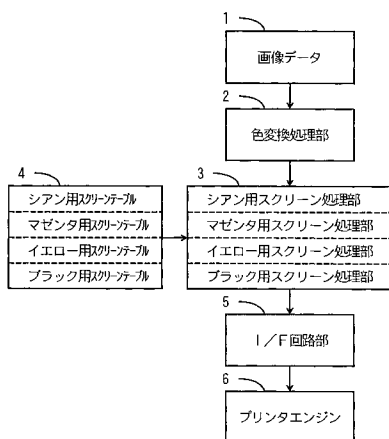 1
画像データ
2
色変換処理部
4
3
シアン用スクリーンテーブル
シアン用スクリーン処理部
マゼンタ用スクリーンテーブル
マゼンタ用スクリーン処理部
イエロー用スクリーンテーブル
イエロー用スクリーン処理部
ブラック用スクリーンテーブル
ブラック用スクリーン処理部
5
I/F回路部
6
プリンタエンジン